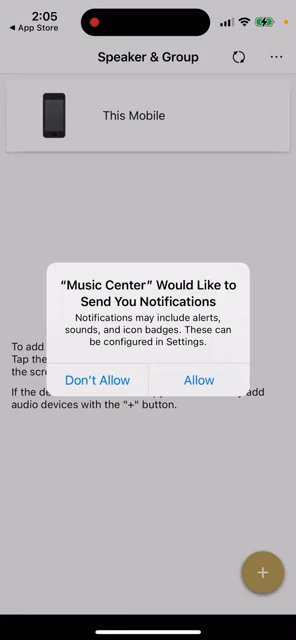 2:05
◀ App Store
Speaker & Group
This Mobile
“Music Center” Would Like to
Send You Notifications
Notifications may include alerts,
sounds, and icon badges. These can
be configured in Settings.
Don’t Allow
Allow
To add
Tap the
the scre
If the de
add
audio devices with the "+" button.